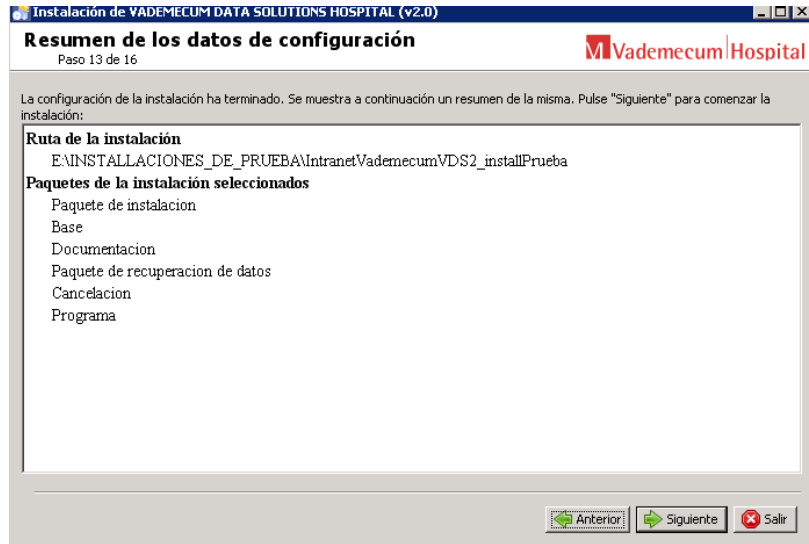 Instalación de VADEMECUM DATA SOLUTIONS HOSPITAL (v2.0)
Resumen de los datos de configuración
Paso 13 de 16
Vademecum Hospital
La configuración de la instalación ha terminado. Se muestra a continuación un resumen de la misma. Pulse "Siguiente" para comenzar la
instalación:
Ruta de la instalación
E:\INSTALLACIONES_DE_PRUEBA\IntranetVademecumVDS2_installPrueba
Paquetes de la instalación seleccionados
Paquete de instalacion
Base
Documentacion
Paquete de recuperacion de datos
Cancelacion
Programa
Anterior Siguiente Salir